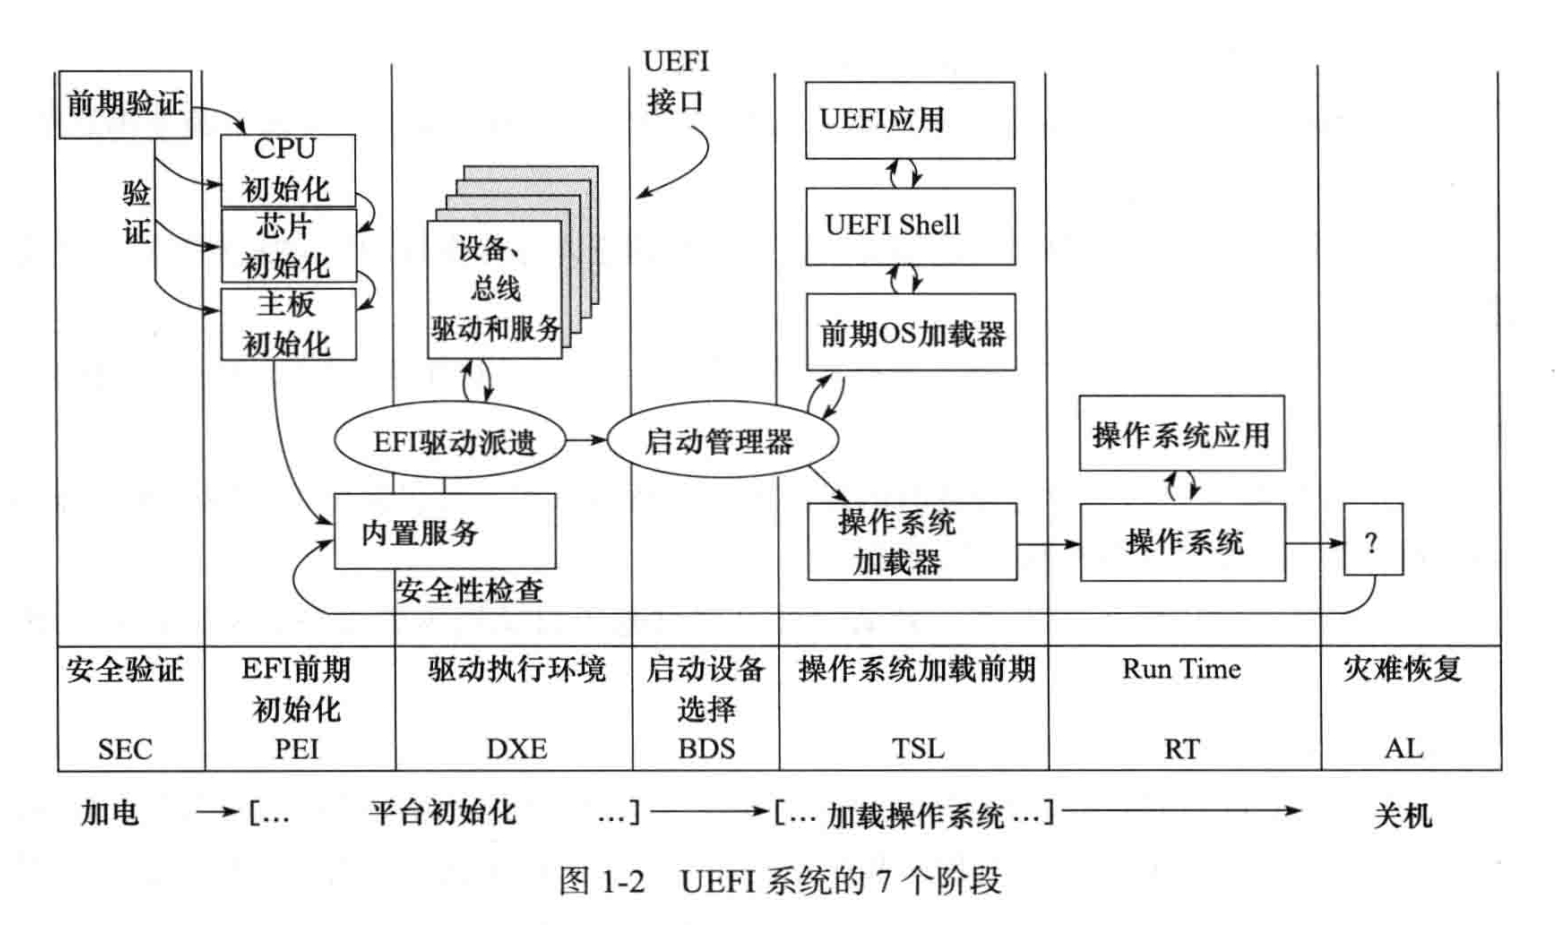 前期验证
验
证
CPU
初始化
芯片
初始化
主板
初始化
设备、
总线
驱动和服务
UEFI
接口
UEFI应用
UEFI Shell
前期OS加载器
EFI驱动派遣
启动管理器
操作系统应用
内置服务
操作系统
加载器
操作系统
?
安全性检查
安全验证
SEC
EFI前期
初始化
PEI
驱动执行环境
DXE
启动设备
选择
BDS
操作系统加载前期
TSL
Run Time
RT
灾难恢复
AL
加电 [… 平台初始化 …] [… 加载操作系统 …] 关机
图 1-2 UEFI 系统的 7 个阶段